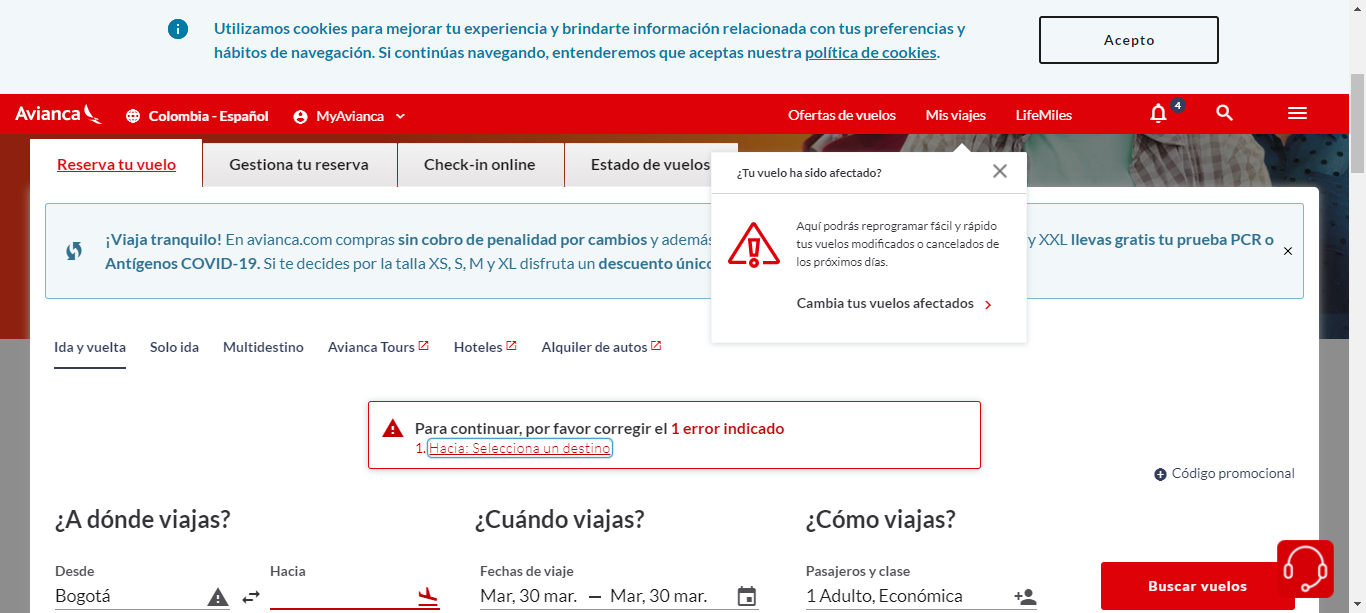 Utilizamos cookies para mejorar tu experiencia y brindarte información relacionada con tus preferencias y
hábitos de navegación. Si continúas navegando, entenderemos que aceptas nuestra política de cookies.
Acepto
Avianca
Colombia - Español
MyAvianca
Ofertas de vuelos
Mis viajes
LifeMiles
4
Reserva tu vuelo
Gestiona tu reserva
Check-in online
Estado de vuelos
¿Tu vuelo ha sido afectado?
Aquí podrás reprogramar fácil y rápido
tus vuelos modificados o cancelados de
los próximos días.
Cambia tus vuelos afectados
¡Viaja tranquilo! En avianca.com compras sin cobro de penalidad por cambios y además y XXL llevas gratis tu prueba PCR o
Antígenos COVID-19. Si te decides por la talla XS, S, M y XL disfruta un descuento único
Ida y vuelta
Solo ida
Multidestino
Avianca Tours
Hoteles
Alquiler de autos
Para continuar, por favor corregir el 1 error indicado
1. Hacia: Selecciona un destino
Código promocional
¿A dónde viajas?
¿Cuándo viajas?
¿Cómo viajas?
Desde
Hacia
Fechas de viaje
Pasajeros y clase
Bogotá
Mar, 30 mar. — Mar, 30 mar.
1 Adulto, Económica
Buscar vuelos